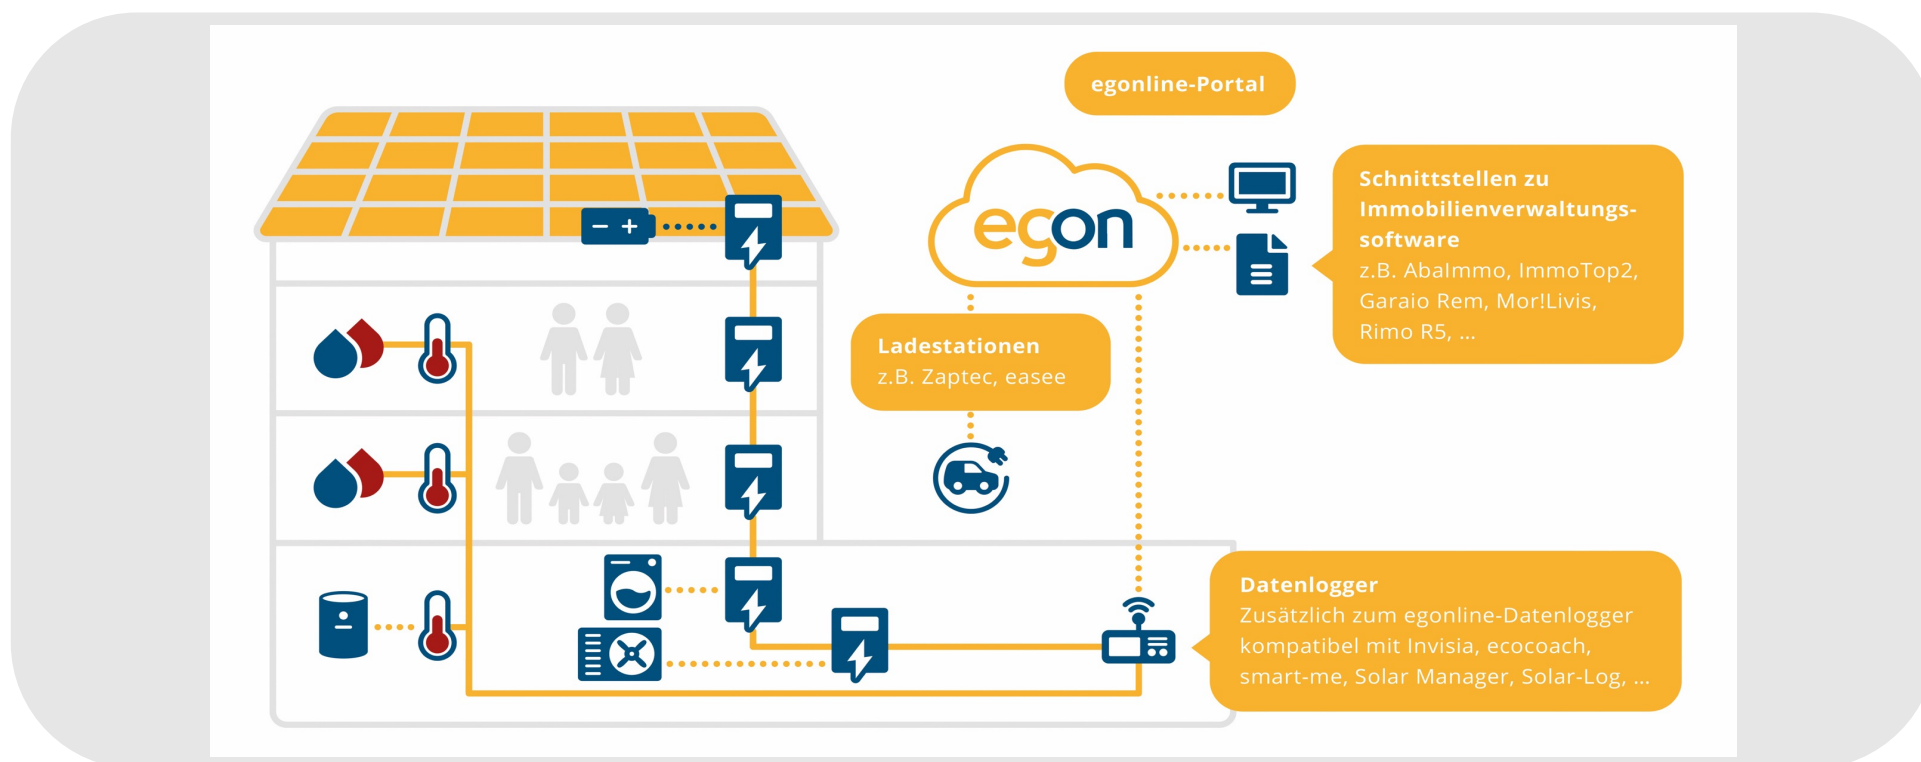 egonline-Portal
egon
Schnittstellen zu
Immobilienverwaltungs-
software
z.B. AbaImmo, ImmoTop2,
Garaio Rem, Mor!Livis,
Rimo R5, ...
Ladestationen
z.B. Zaptec, easee
Datenlogger
Zusätzlich zum egonline-Datenlogger
kompatibel mit Invisia, ecocoach,
smart-me, Solar Manager, Solar-Log, ...